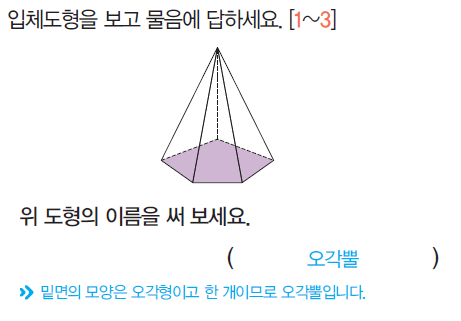 입체도형을 보고 물음에 답하세요. [1~3]
위 도형의 이름을 써 보세요.
( 오각뿔 )
» 밑면의 모양은 오각형이고 한 개이므로 오각뿔입니다.